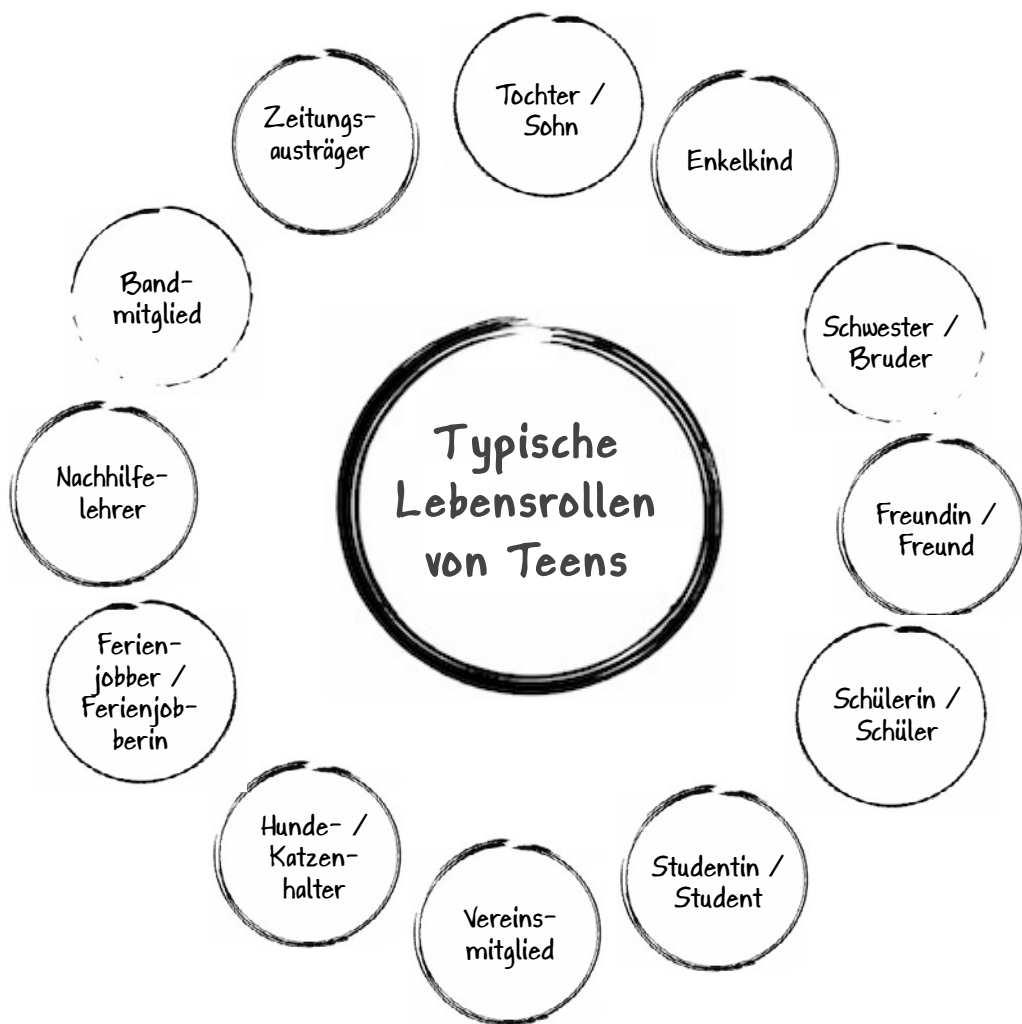 Typische
Lebensrollen
von Teens
Tochter /
Sohn
Enkelkind
Schwester /
Bruder
Freundin /
Freund
Schülerin /
Schüler
Studentin /
Student
Vereins-
mitglied
Hunde- /
Katzen-
halter
Ferien-
jobber /
Ferienjob-
berin
Nachhilfe-
lehrer
Band-
mitglied
Zeitungs-
austräger